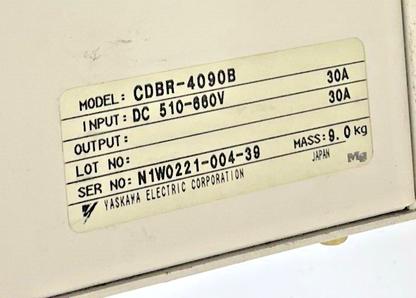 MODEL: CDBR-4090B 30A
INPUT: DC 510-660V 30A
OUTPUT:
LOT NO: MASS: 9.0 kg
SER NO: N1W0221-004-39 JAPAN
YASKAWA ELECTRIC CORPORATION